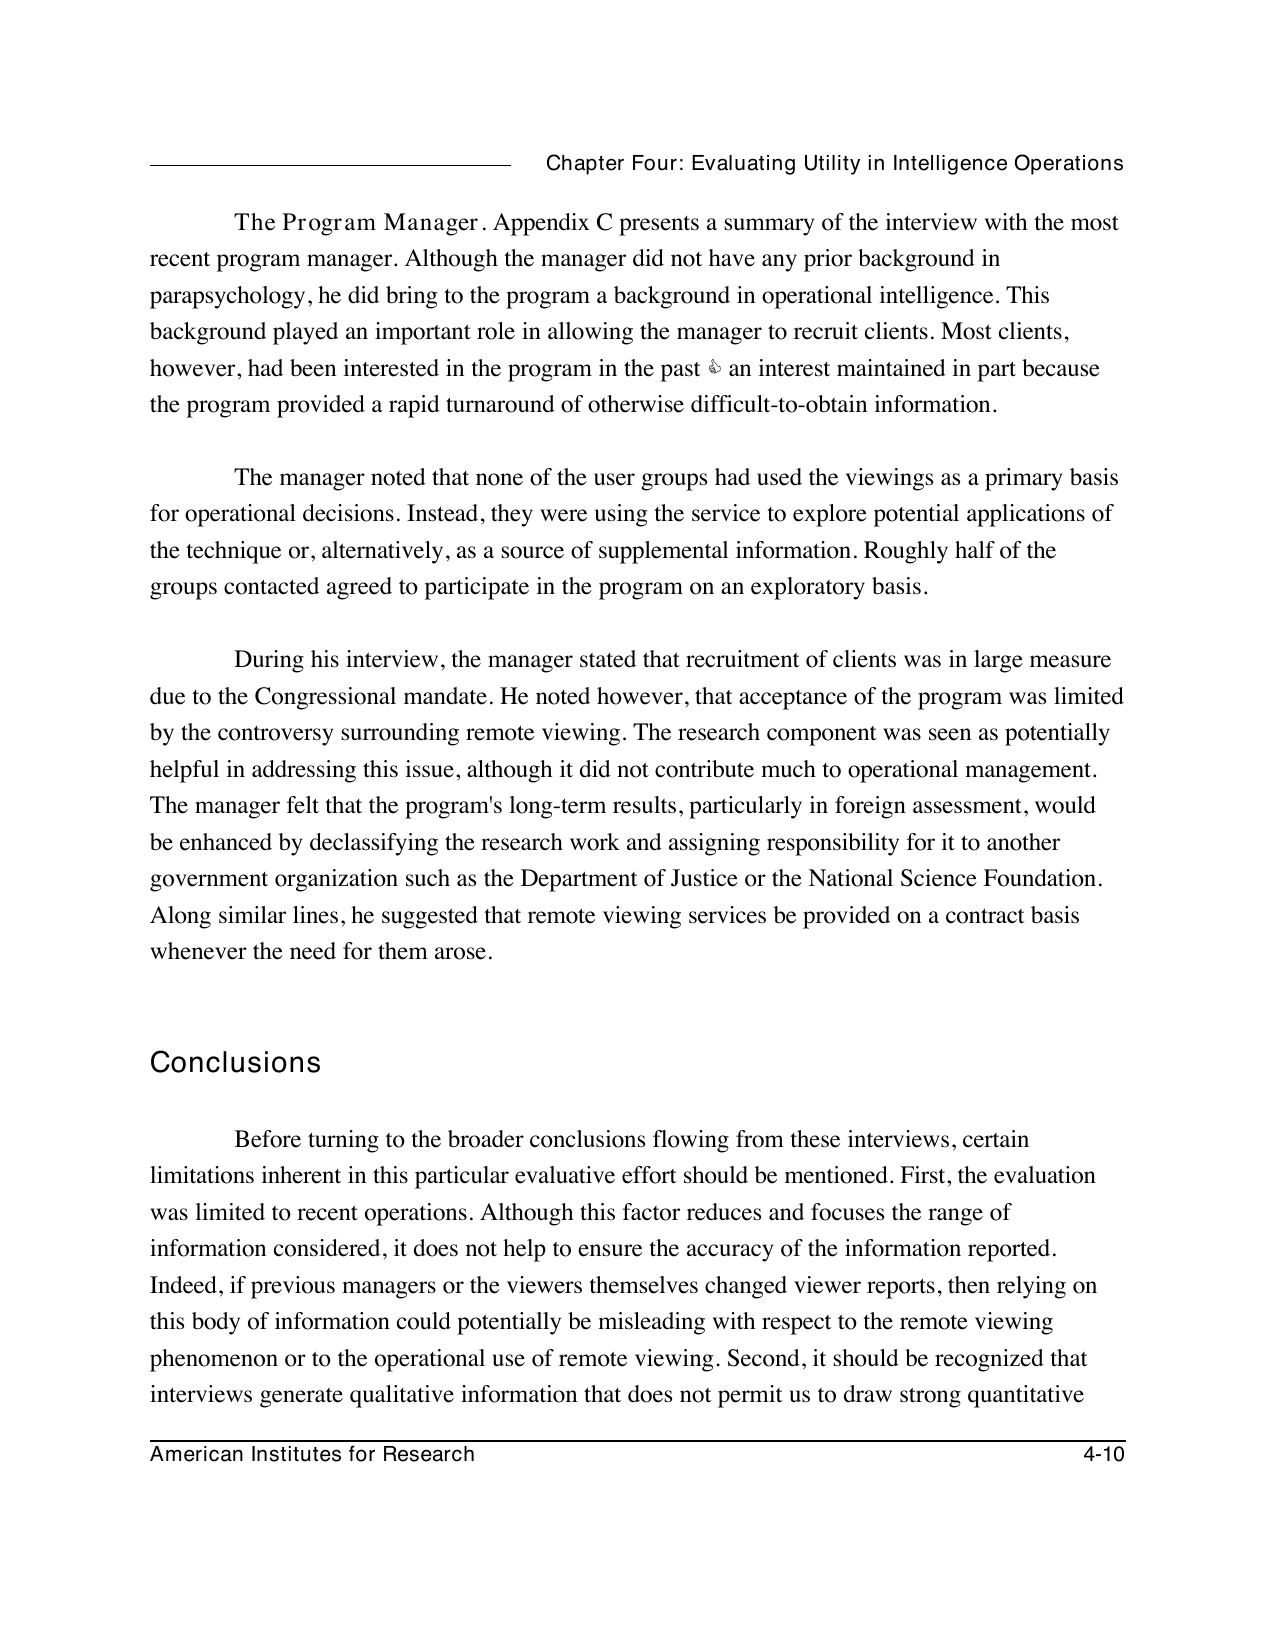 Chapter Four: Evaluating Utility in Intelligence Operations
The Program Manager. Appendix C presents a summary of the interview with the most
recent program manager. Although the manager did not have any prior background in
parapsychology, he did bring to the program a background in operational intelligence. This
background played an important role in allowing the manager to recruit clients. Most clients,
however, had been interested in the program in the past 👍 an interest maintained in part because
the program provided a rapid turnaround of otherwise difficult-to-obtain information.
The manager noted that none of the user groups had used the viewings as a primary basis
for operational decisions. Instead, they were using the service to explore potential applications of
the technique or, alternatively, as a source of supplemental information. Roughly half of the
groups contacted agreed to participate in the program on an exploratory basis.
During his interview, the manager stated that recruitment of clients was in large measure
due to the Congressional mandate. He noted however, that acceptance of the program was limited
by the controversy surrounding remote viewing. The research component was seen as potentially
helpful in addressing this issue, although it did not contribute much to operational management.
The manager felt that the program's long-term results, particularly in foreign assessment, would
be enhanced by declassifying the research work and assigning responsibility for it to another
government organization such as the Department of Justice or the National Science Foundation.
Along similar lines, he suggested that remote viewing services be provided on a contract basis
whenever the need for them arose.
Conclusions
Before turning to the broader conclusions flowing from these interviews, certain
limitations inherent in this particular evaluative effort should be mentioned. First, the evaluation
was limited to recent operations. Although this factor reduces and focuses the range of
information considered, it does not help to ensure the accuracy of the information reported.
Indeed, if previous managers or the viewers themselves changed viewer reports, then relying on
this body of information could potentially be misleading with respect to the remote viewing
phenomenon or to the operational use of remote viewing. Second, it should be recognized that
interviews generate qualitative information that does not permit us to draw strong quantitative
American Institutes for Research 4-10